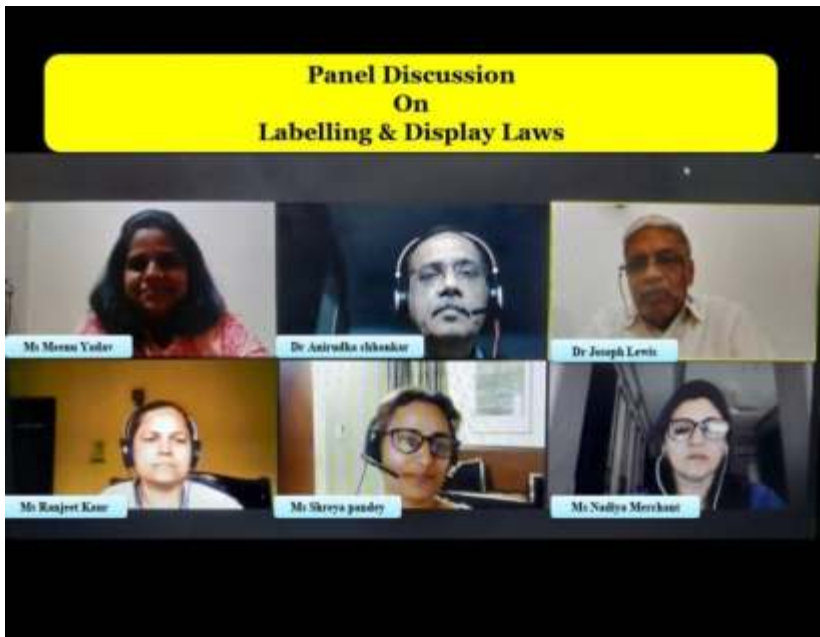 Panel Discussion
On
Labelling & Display Laws
Ms Meenu Yadav
Dr Anirudha chhonkar
Dr Joseph Lewis
Ms Ranjeet Kaur
Ms Shreya pandey
Ms Nadiya Merchant